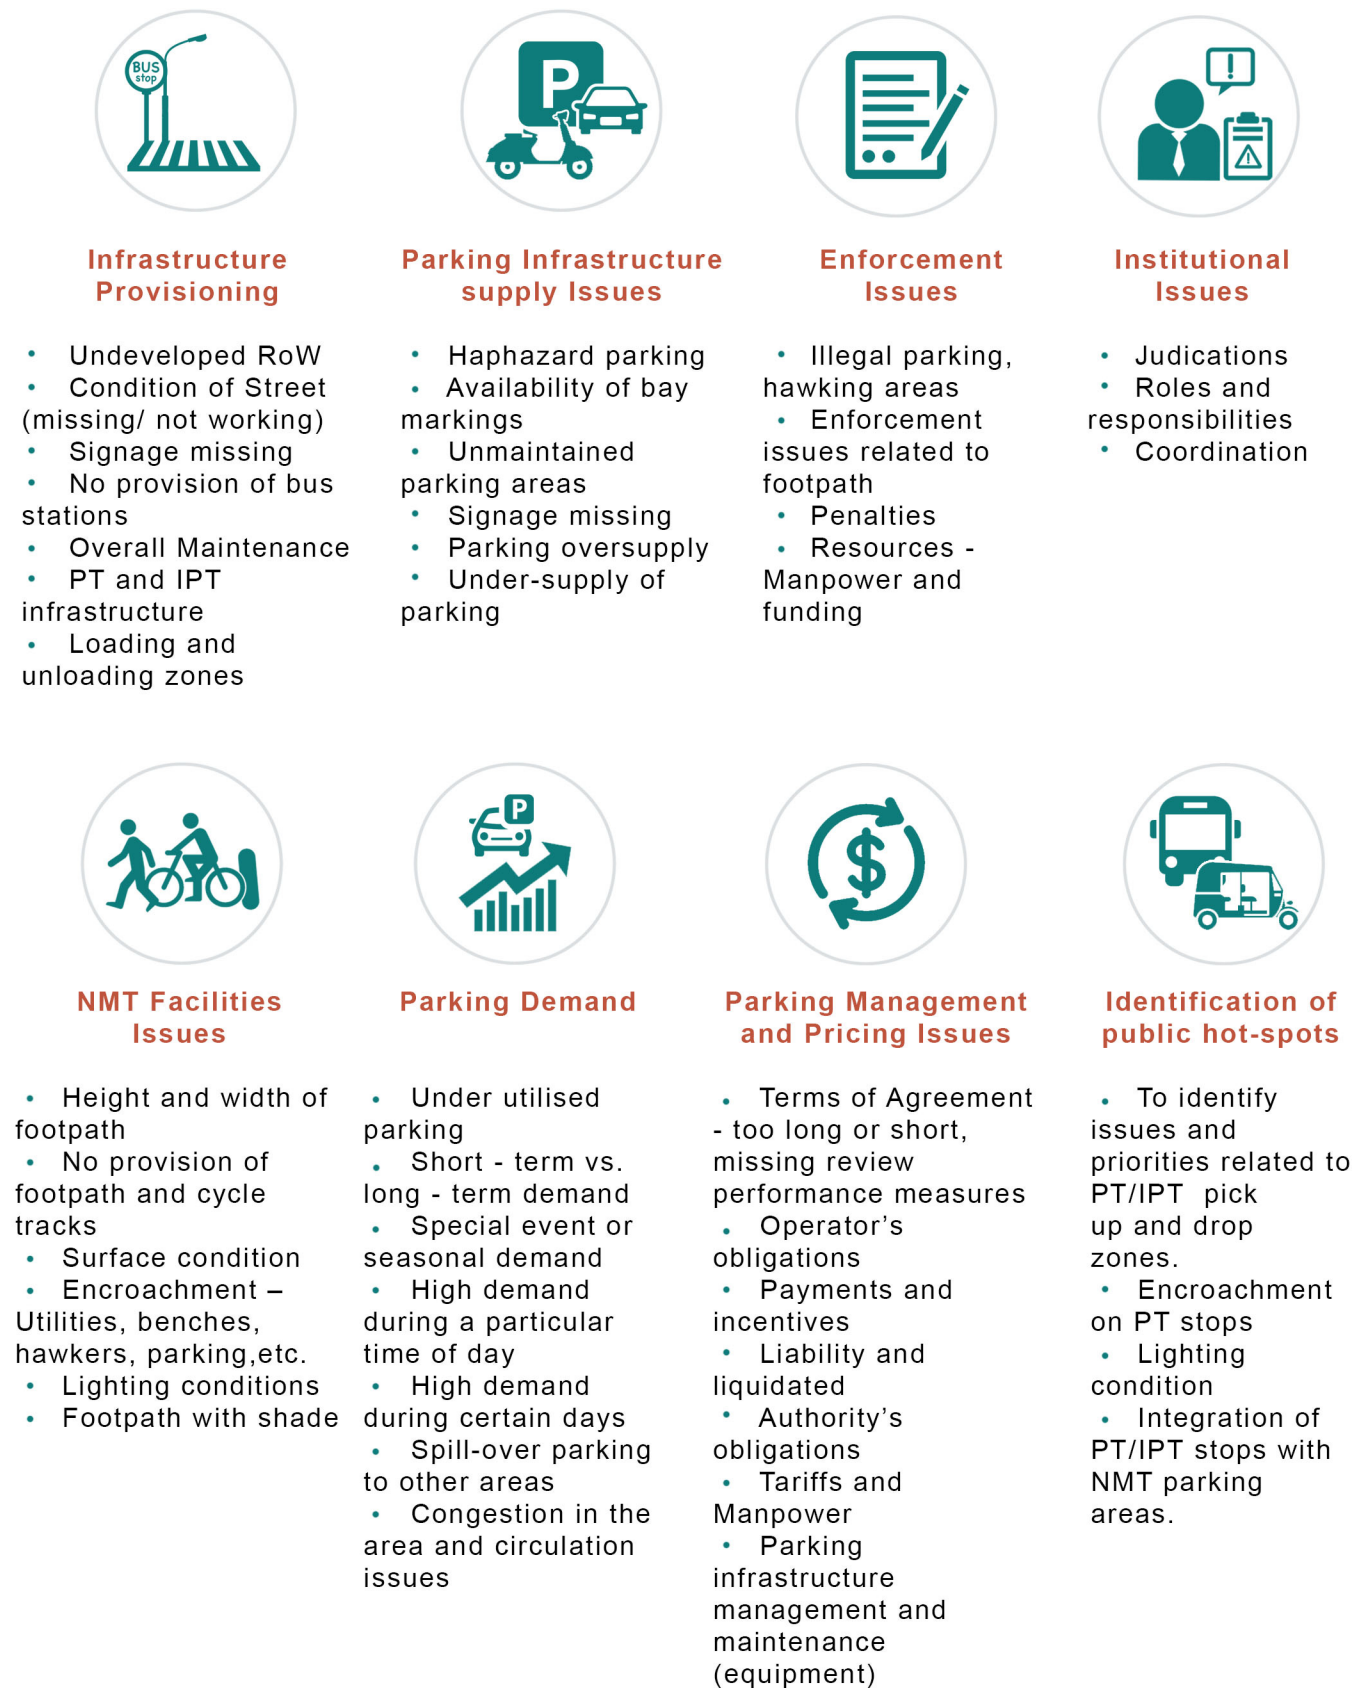 BUS
stop
P
!
Infrastructure
Provisioning
• Undeveloped RoW
• Condition of Street
(missing/ not working)
• Signage missing
• No provision of bus
stations
• Overall Maintenance
• PT and IPT
infrastructure
• Loading and
unloading zones
Parking Infrastructure
supply Issues
• Haphazard parking
• Availability of bay
markings
• Unmaintained
parking areas
• Signage missing
• Parking oversupply
• Under-supply of
parking
Enforcement
Issues
• Illegal parking,
hawking areas
• Enforcement
issues related to
footpath
• Penalties
• Resources -
Manpower and
funding
Institutional
Issues
• Judications
• Roles and
responsibilities
• Coordination
P
$
NMT Facilities
Issues
• Height and width of
footpath
• No provision of
footpath and cycle
tracks
• Surface condition
• Encroachment –
Utilities, benches,
hawkers, parking,etc.
• Lighting conditions
• Footpath with shade
Parking Demand
• Under utilised
parking
• Short - term vs.
long - term demand
• Special event or
seasonal demand
• High demand
during a particular
time of day
• High demand
during certain days
• Spill-over parking
to other areas
• Congestion in the
area and circulation
issues
Parking Management
and Pricing Issues
• Terms of Agreement
- too long or short,
missing review
performance measures
• Operator’s
obligations
• Payments and
incentives
• Liability and
liquidated
• Authority’s
obligations
• Tariffs and
Manpower
• Parking
infrastructure
management and
maintenance
(equipment)
Identification of
public hot-spots
• To identify
issues and
priorities related to
PT/IPT pick
up and drop
zones.
• Encroachment
on PT stops
• Lighting
condition
• Integration of
PT/IPT stops with
NMT parking
areas.